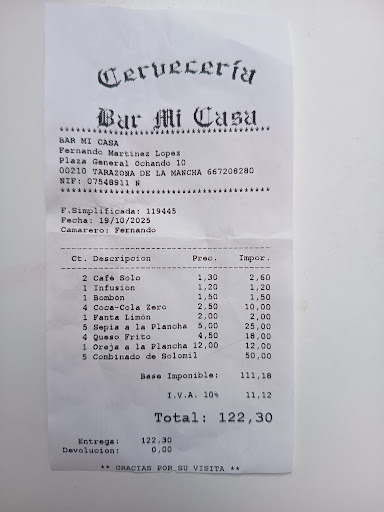 Cervecería
Bar Mi Casa
****************************************
BAR MI CASA
Fernando Martinez Lopez
Plaza General Ochando 10
00210 TARAZONA DE LA MANCHA 667208280
NIF: 07548911 N
****************************************
F.Simplificada: 119445
Fecha: 19/10/2025
Camarero: Fernando
----------------------------------------
Ct. Descripcion Prec. Impor.
----------------------------------------
2 Café Solo 1,30 2,60
1 Infusión 1,20 1,20
1 Bombón 1,50 1,50
4 Coca-Cola Zero 2,50 10,00
1 Fanta Limón 2,00 2,00
5 Sepia a la Plancha 5,00 25,00
4 Queso Frito 4,50 18,00
1 Oreja a la Plancha 12,00 12,00
5 Combinado de Solomil 50,00
Base Imponible: 111,18
I.V.A. 10% 11,12
Total: 122,30
Entrega: 122,30
Devolucion: 0,00
** GRACIAS POR SU VISITA **